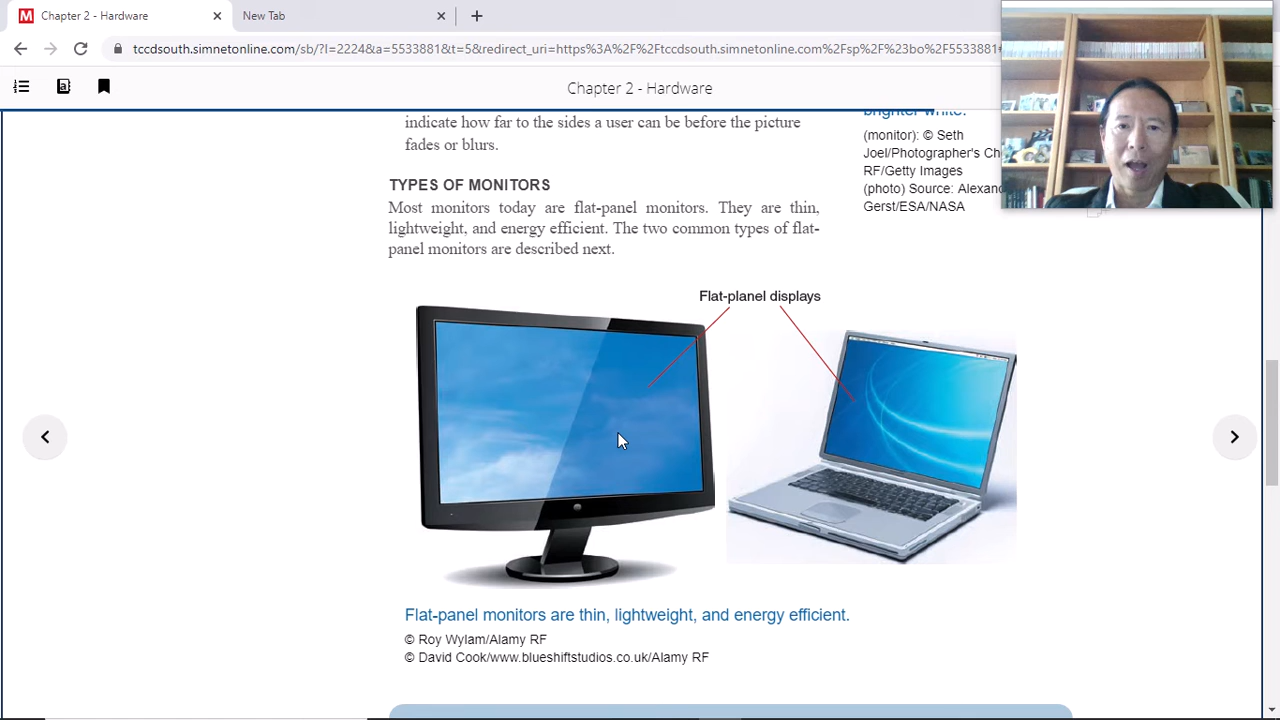 Chapter 2 - Hardware
New Tab
tccdsouth.simnetonline.com/sb/?l=2224&a=5533881&t=5&redirect_uri=https%3A%2F%2Ftccdsouth.simnetonline.com%2Fsp%2F%23bo%2F5533881#
Chapter 2 - Hardware
indicate how far to the sides a user can be before the picture
fades or blurs.
TYPES OF MONITORS
Most monitors today are flat-panel monitors. They are thin,
lightweight, and energy efficient. The two common types of flat-
panel monitors are described next.
brighter white.
(monitor): © Seth
Joel/Photographer's Ch
RF/Getty Images
(photo) Source: Alexand
Gerst/ESA/NASA
Flat-planel displays
Flat-panel monitors are thin, lightweight, and energy efficient.
© Roy Wylam/Alamy RF
© David Cook/www.blueshiftstudios.co.uk/Alamy RF